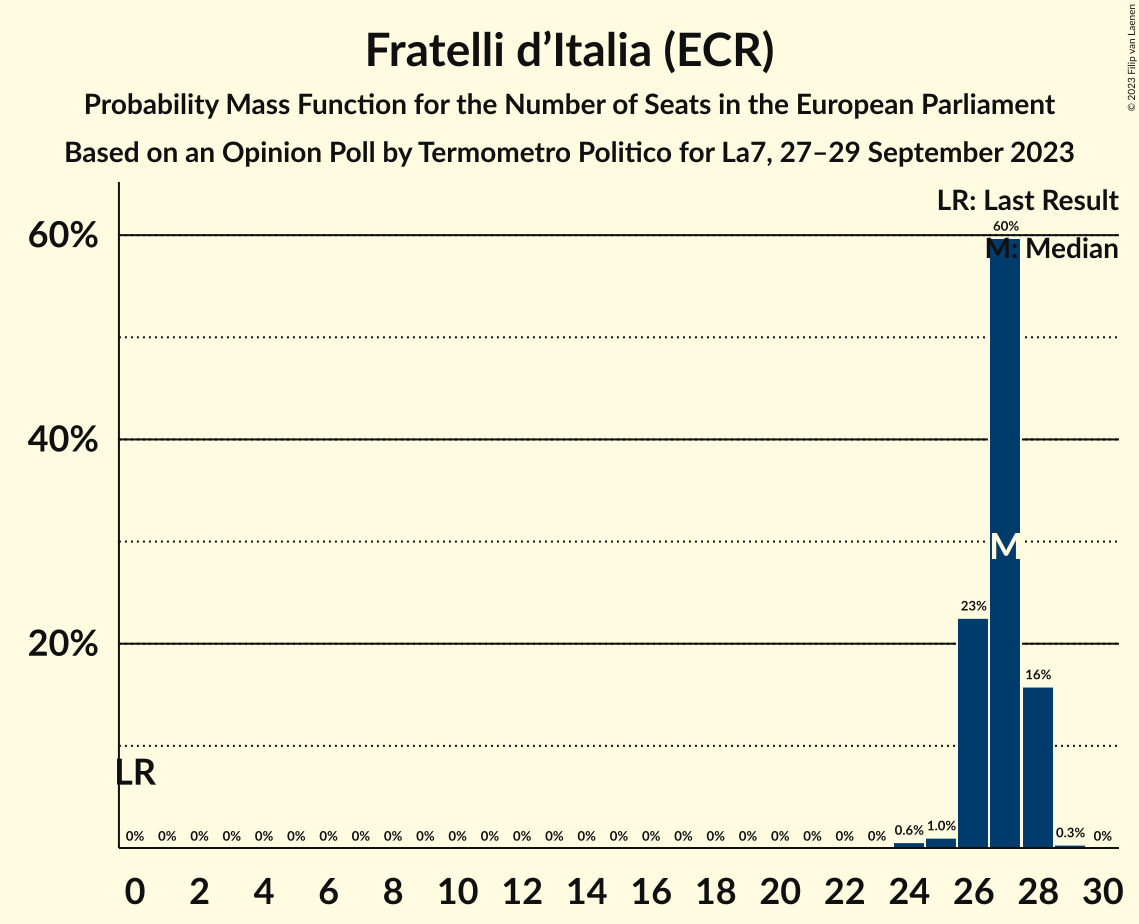 Fratelli d’Italia (ECR)
Probability Mass Function for the Number of Seats in the European Parliament
Based on an Opinion Poll by Termometro Politico for La7, 27–29 September 2023
© 2023 Filip van Laenen
LR: Last Result
M: Median
60%
40%
20%
60%
M
23%
16%
LR
0% 0% 0% 0% 0% 0% 0% 0% 0% 0% 0% 0% 0% 0% 0% 0% 0% 0% 0% 0% 0% 0% 0% 0% 0.6% 1.0% 0.3% 0%
0 2 4 6 8 10 12 14 16 18 20 22 24 26 28 30